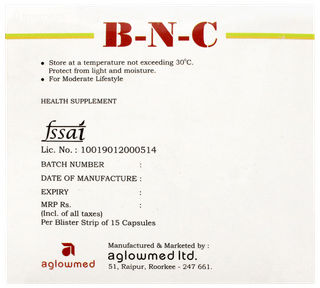 B-N-C
• Store at a temperature not exceeding 30°C.
Protect from light and moisture.
• For Moderate Lifestyle
HEALTH SUPPLEMENT
fssai
Lic. No. : 10019012000514
BATCH NUMBER :
DATE OF MANUFACTURE :
EXPIRY :
MRP Rs. :
(Incl. of all taxes)
Per Blister Strip of 15 Capsules
a
aglowmed
Manufactured & Marketed by :
aglowmed ltd.
51, Raipur, Roorkee - 247 661.